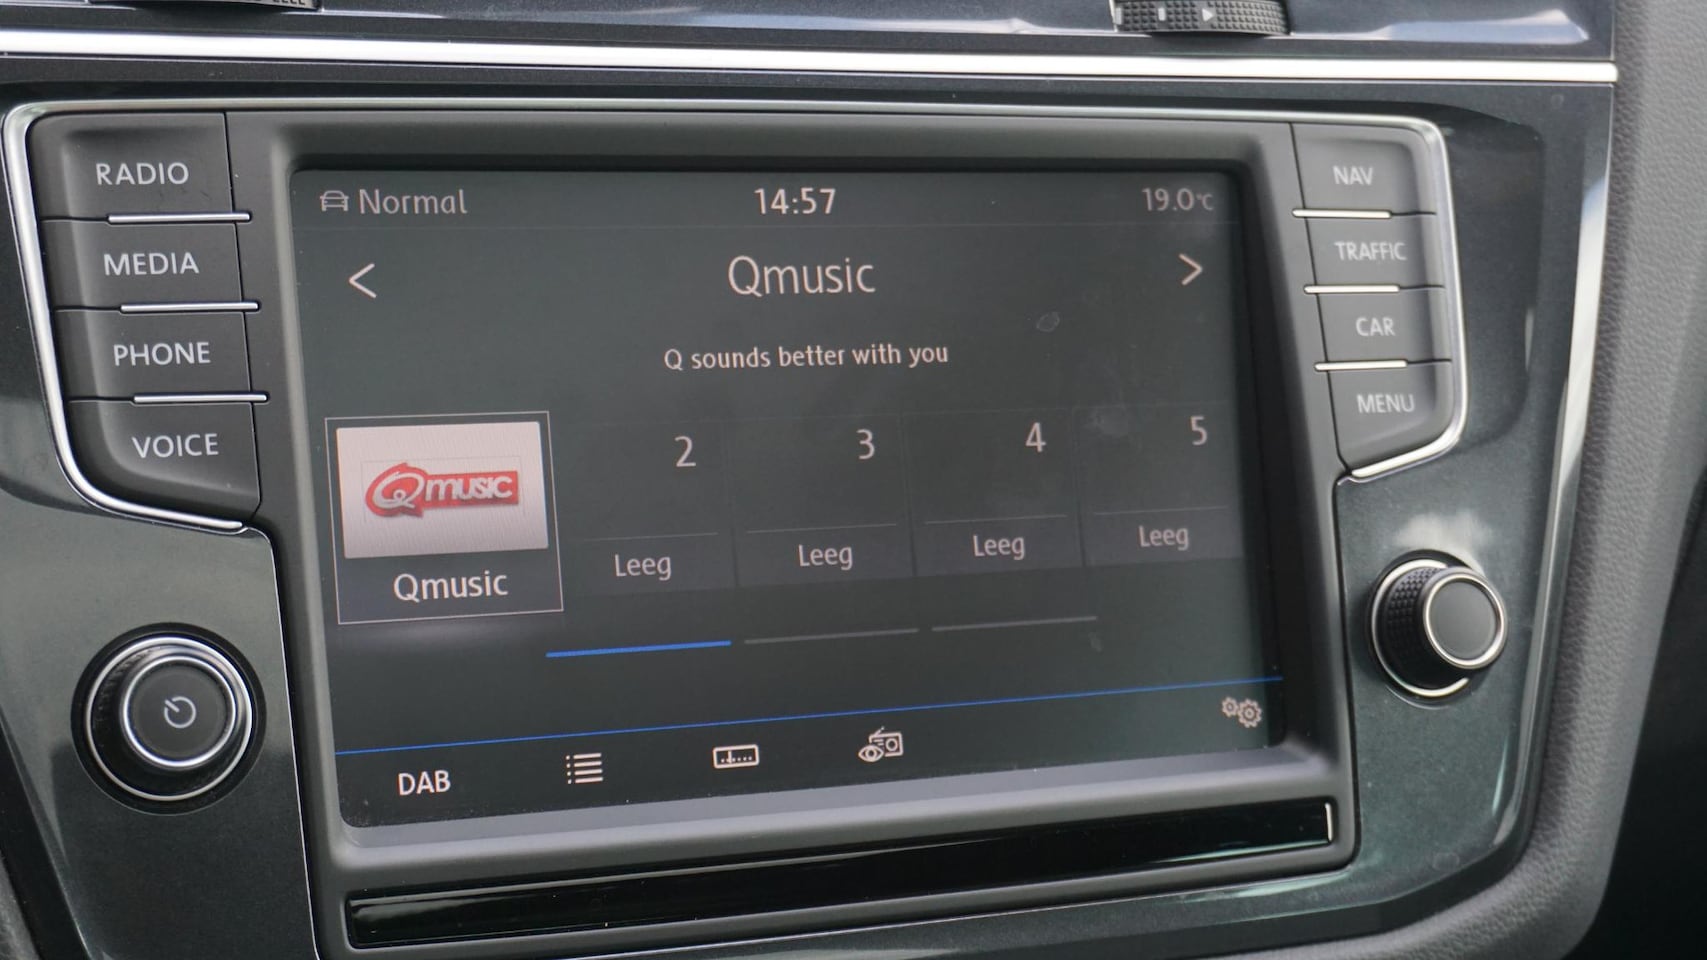 RADIO
MEDIA
PHONE
VOICE
Normal 14:57 19.0°C
< Qmusic >
Q sounds better with you
2 3 4 5
Qmusic
Qmusic Leeg Leeg Leeg Leeg
DAB
NAV
TRAFFIC
CAR
MENU